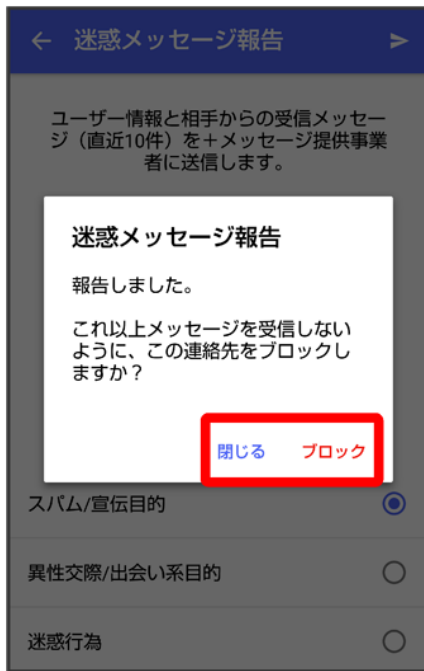 迷惑メッセージ報告
ユーザー情報と相手からの受信メッセー
ジ（直近10件）を＋メッセージ提供事業
者に送信します。
迷惑メッセージ報告
報告しました。
これ以上メッセージを受信しない
ように、この連絡先をブロックし
ますか？
閉じる ブロック
スパム/宣伝目的
異性交際/出会い系目的
迷惑行為